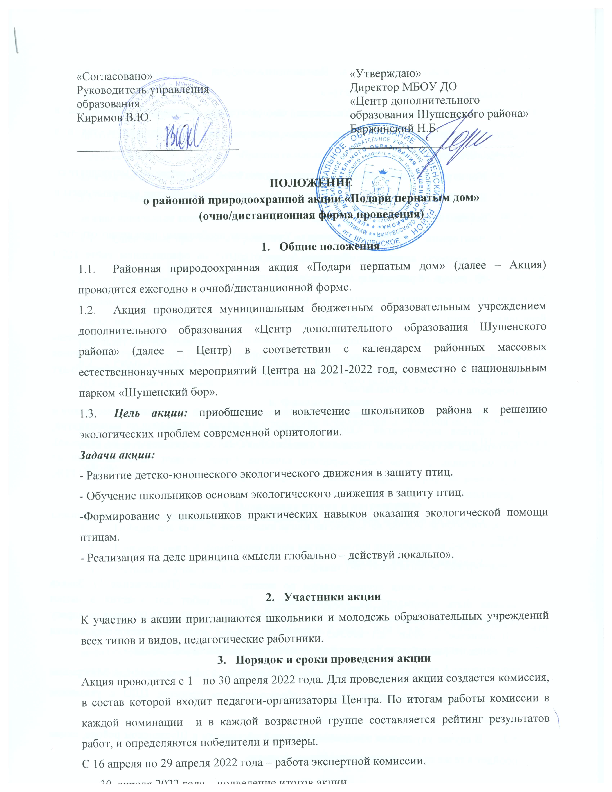 «Согласовано»
Руководитель управления
образования
Киримов В.Ю.
«Утверждаю»
Директор МБОУ ДО
«Центр дополнительного
образования Шушенского района»
Баржинский Н.Б.
ПОЛОЖЕНИЕ
о районной природоохранной акции «Подари пернатым дом»
(очно/дистанционная форма проведения)
1. Общие положения
1.1. Районная природоохранная акция «Подари пернатым дом» (далее – Акция)
проводится ежегодно в очной/дистанционной форме.
1.2. Акция проводится муниципальным бюджетным образовательным учреждением
дополнительного образования «Центр дополнительного образования Шушенского
района» (далее – Центр) в соответствии с календарем районных массовых
естественнонаучных мероприятий Центра на 2021-2022 год, совместно с национальным
парком «Шушенский бор».
1.3. Цель акции: приобщение и вовлечение школьников района к решению
экологических проблем современной орнитологии.
Задачи акции:
- Развитие детско-юношеского экологического движения в защиту птиц.
- Обучение школьников основам экологического движения в защиту птиц.
-Формирование у школьников практических навыков оказания экологической помощи
птицам.
- Реализация на деле принципа «мысли глобально – действуй локально».
2. Участники акции
К участию в акции приглашаются школьники и молодежь образовательных учреждений
всех типов и видов, педагогические работники.
3. Порядок и сроки проведения акции
Акция проводится с 1 по 30 апреля 2022 года. Для проведения акции создается комиссия,
в состав которой входит педагоги-организаторы Центра. По итогам работы комиссии в
каждой номинации и в каждой возрастной группе составляется рейтинг результатов
работ, и определяются победители и призеры.
С 16 апреля по 29 апреля 2022 года – работа экспертной комиссии.
30 апреля 2022 года – подведение итогов акции